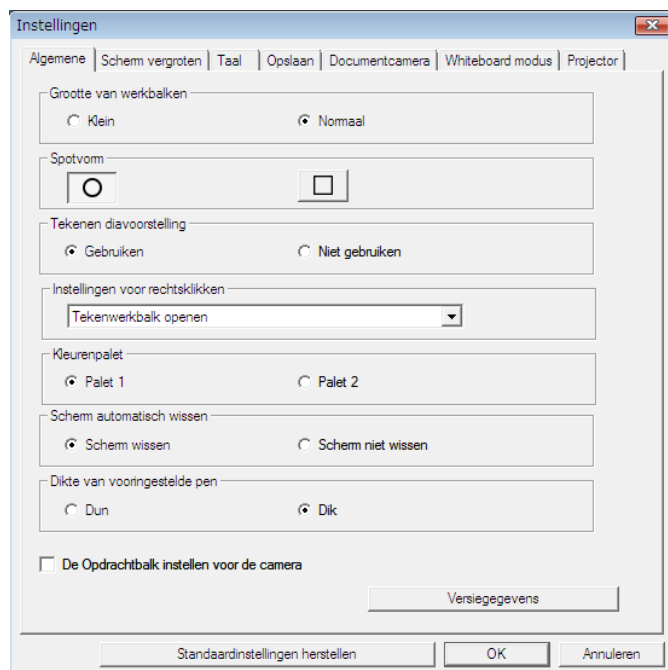 Instellingen
Algemene Scherm vergroten Taal Opslaan Documentcamera Whiteboard modus Projector
Grootte van werkbalken
Klein Normaal
Spotvorm
Tekenen diavoorstelling
Gebruiken Niet gebruiken
Instellingen voor rechtsklikken
Tekenwerkbalk openen
Kleurenpalet
Palet 1 Palet 2
Scherm automatisch wissen
Scherm wissen Scherm niet wissen
Dikte van vooringestelde pen
Dun Dik
De Opdrachtbalk instellen voor de camera
Versiegegevens
Standaardinstellingen herstellen OK Annuleren